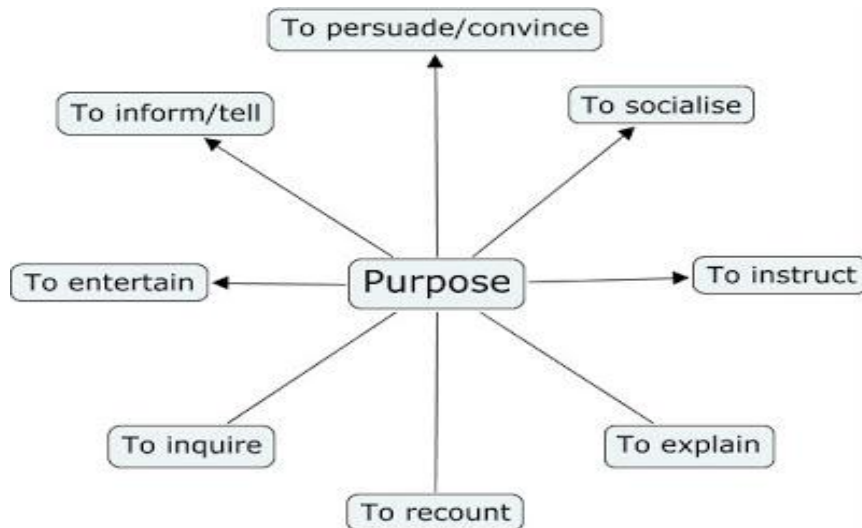 To persuade/convince
To inform/tell
To socialise
To entertain
Purpose
To instruct
To inquire
To explain
To recount